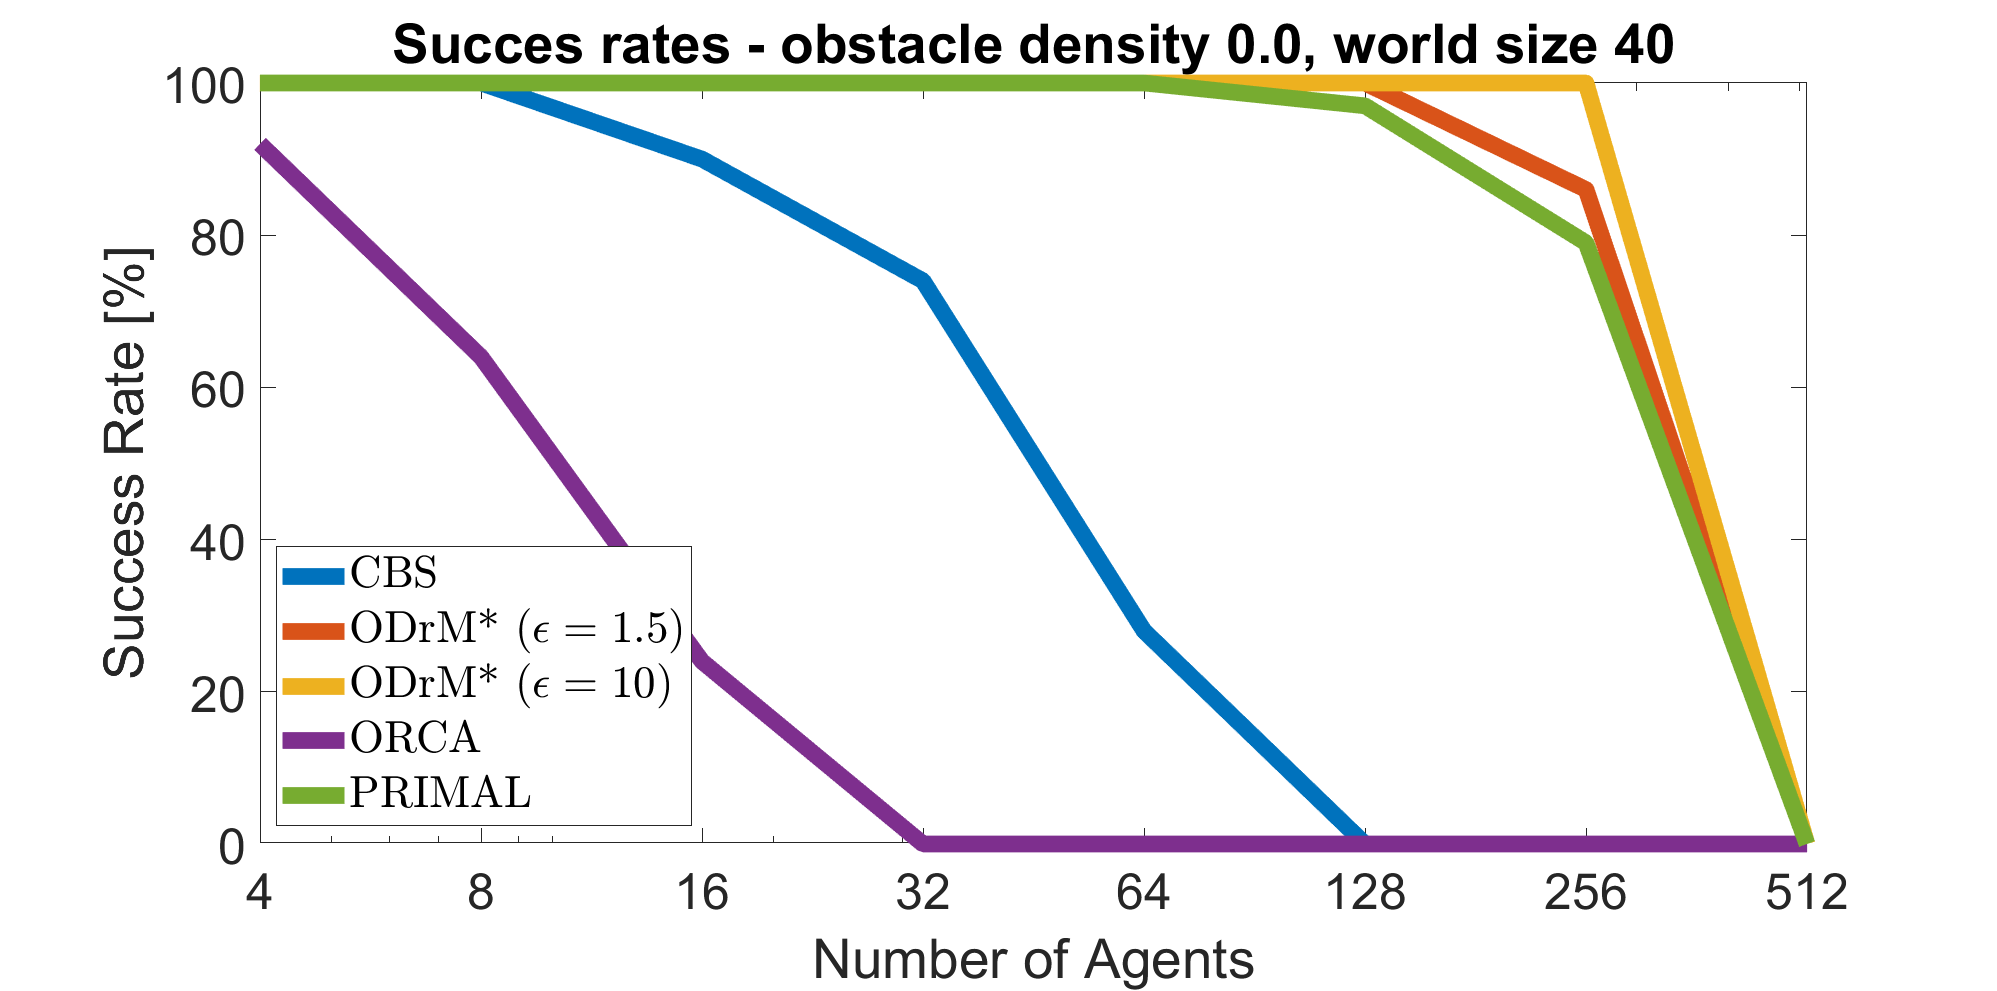 Succes rates - obstacle density 0.0, world size 40
Success Rate [%]
100
80
60
40
20
0
CBS
ODrM* (ϵ = 1.5)
ODrM* (ϵ = 10)
ORCA
PRIMAL
4 8 16 32 64 128 256 512
Number of Agents